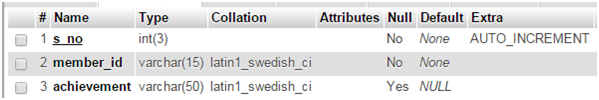 # Name Type Collation Attributes Null Default Extra
1 s_no int(3) No None AUTO_INCREMENT
2 member_id varchar(15) latin1_swedish_ci No None
3 achievement varchar(50) latin1_swedish_ci Yes NULL